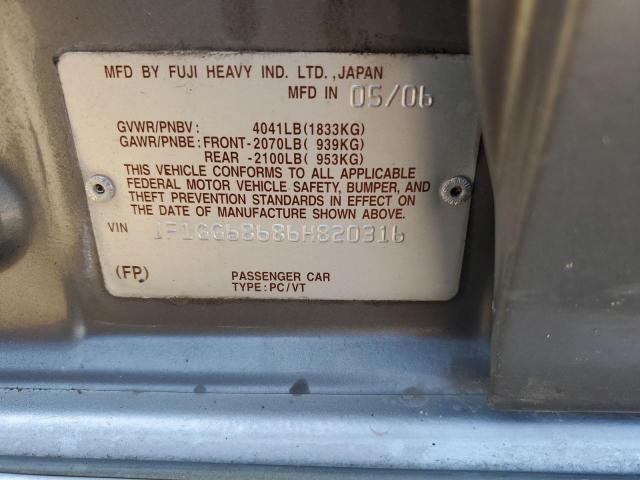 MFD BY FUJI HEAVY IND. LTD.,JAPAN
MFD IN 05/06
GVWR/PNBV: 4041LB(1833KG)
GAWR/PNBE: FRONT-2070LB( 939KG)
REAR -2100LB( 953KG)
THIS VEHICLE CONFORMS TO ALL APPLICABLE
FEDERAL MOTOR VEHICLE SAFETY, BUMPER, AND
THEFT PREVENTION STANDARDS IN EFFECT ON
THE DATE OF MANUFACTURE SHOWN ABOVE.
VIN JF1GG68686H820316
(FP) PASSENGER CAR
TYPE:PC/VT